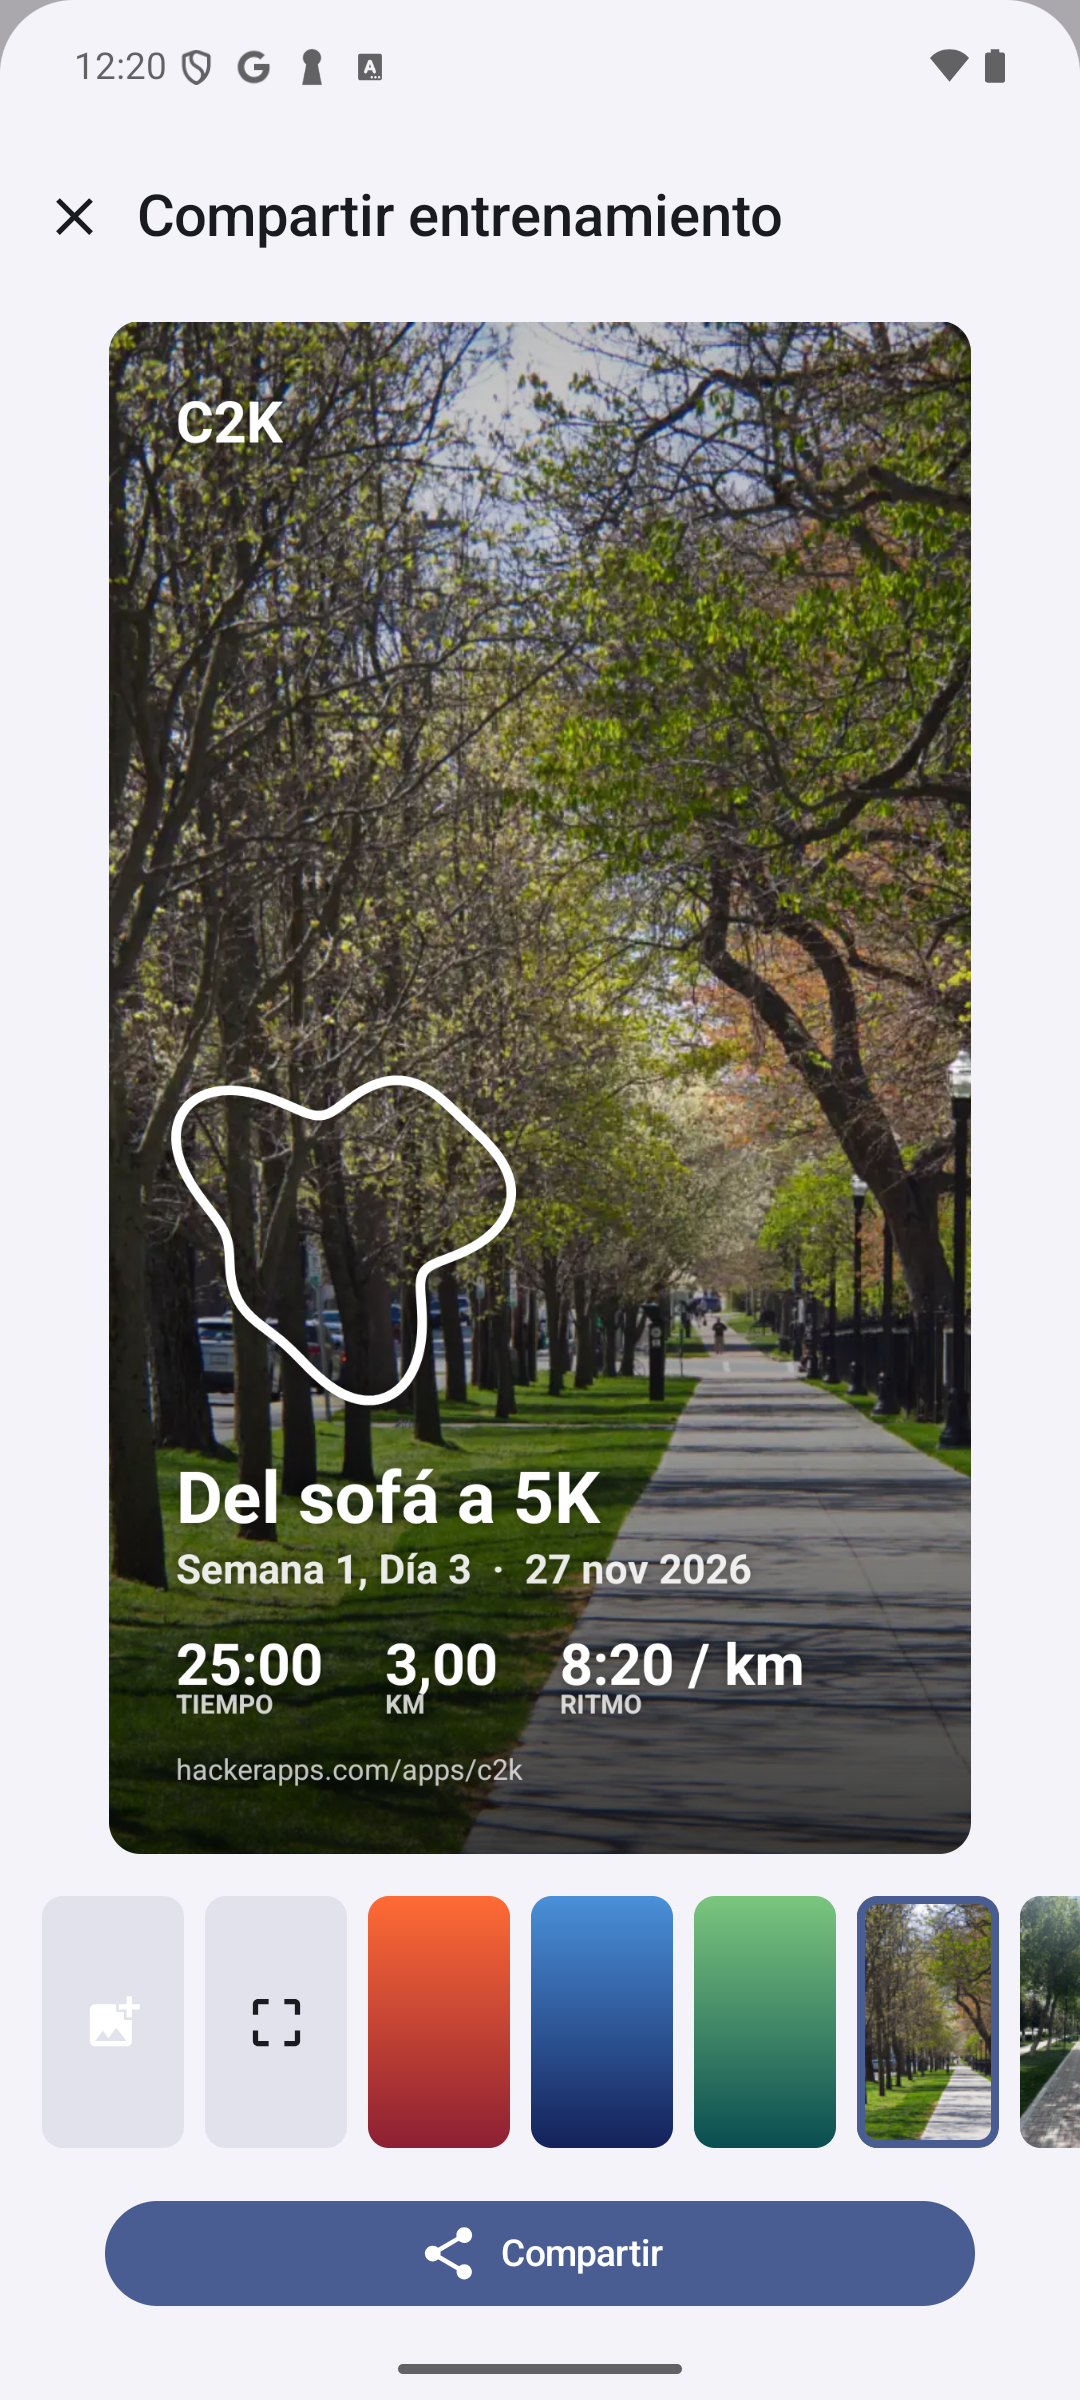 12:20
Compartir entrenamiento
C2K
Del sofá a 5K
Semana 1, Día 3 · 27 nov 2026
25:00 3,00 8:20 / km
TIEMPO KM RITMO
hackerapps.com/apps/c2k
Compartir